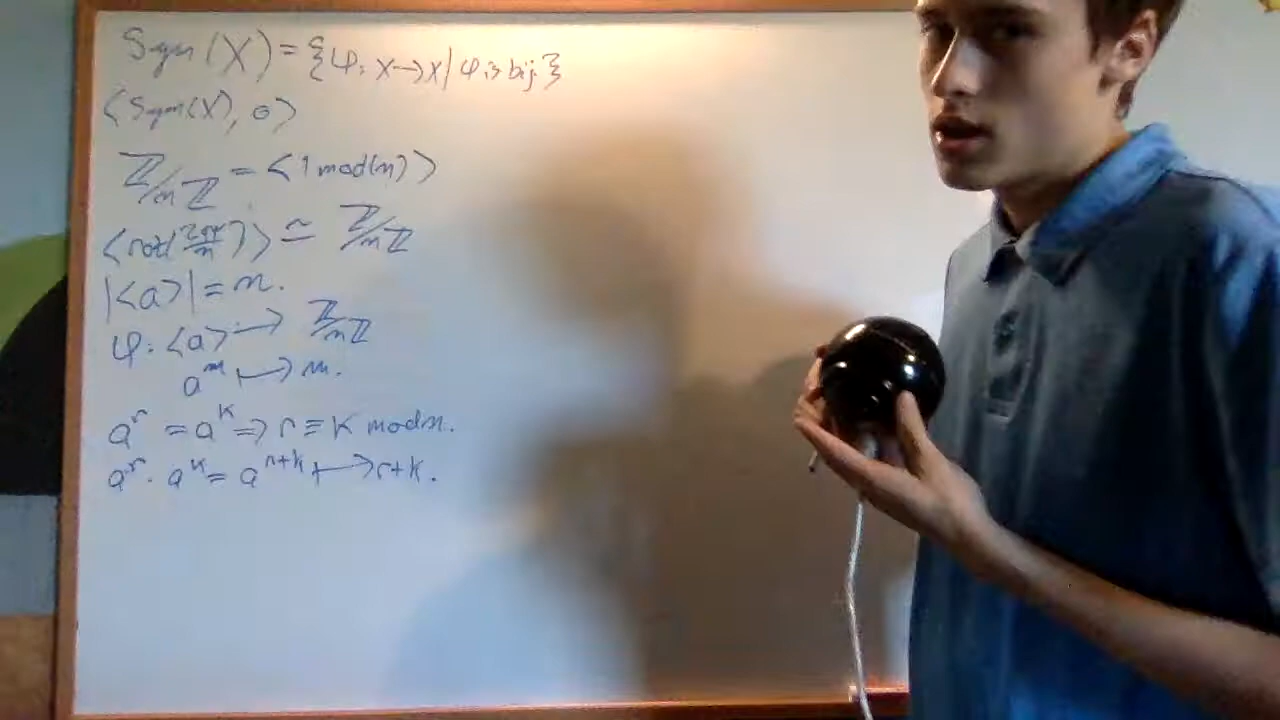 Sym(X) = {φ: X→X | φ is bij.}
⟨Sym(X), ∘⟩
ℤ/nℤ = ⟨1 mod(n)⟩
⟨rot(2π/n)⟩ ≃ ℤ/nℤ
|⟨a⟩| = n.
φ: ⟨a⟩ → ℤ/nℤ
a^m ↦ m.
a^r = a^k ⇒ r ≡ k mod n.
a^r · a^k = a^{r+k} ↦ r+k.